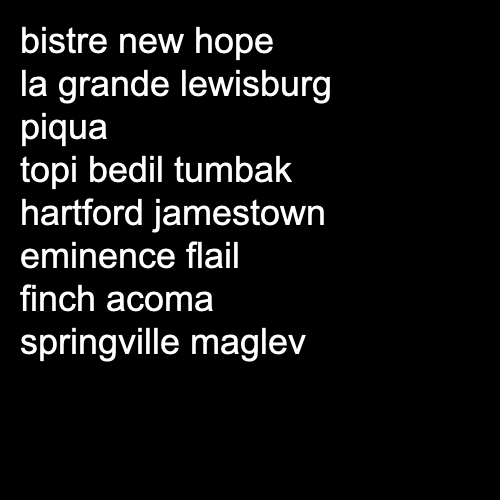 bistre new hope
la grande lewisburg
piqua
topi bedil tumbak
hartford jamestown
eminence flail
finch acoma
springville maglev